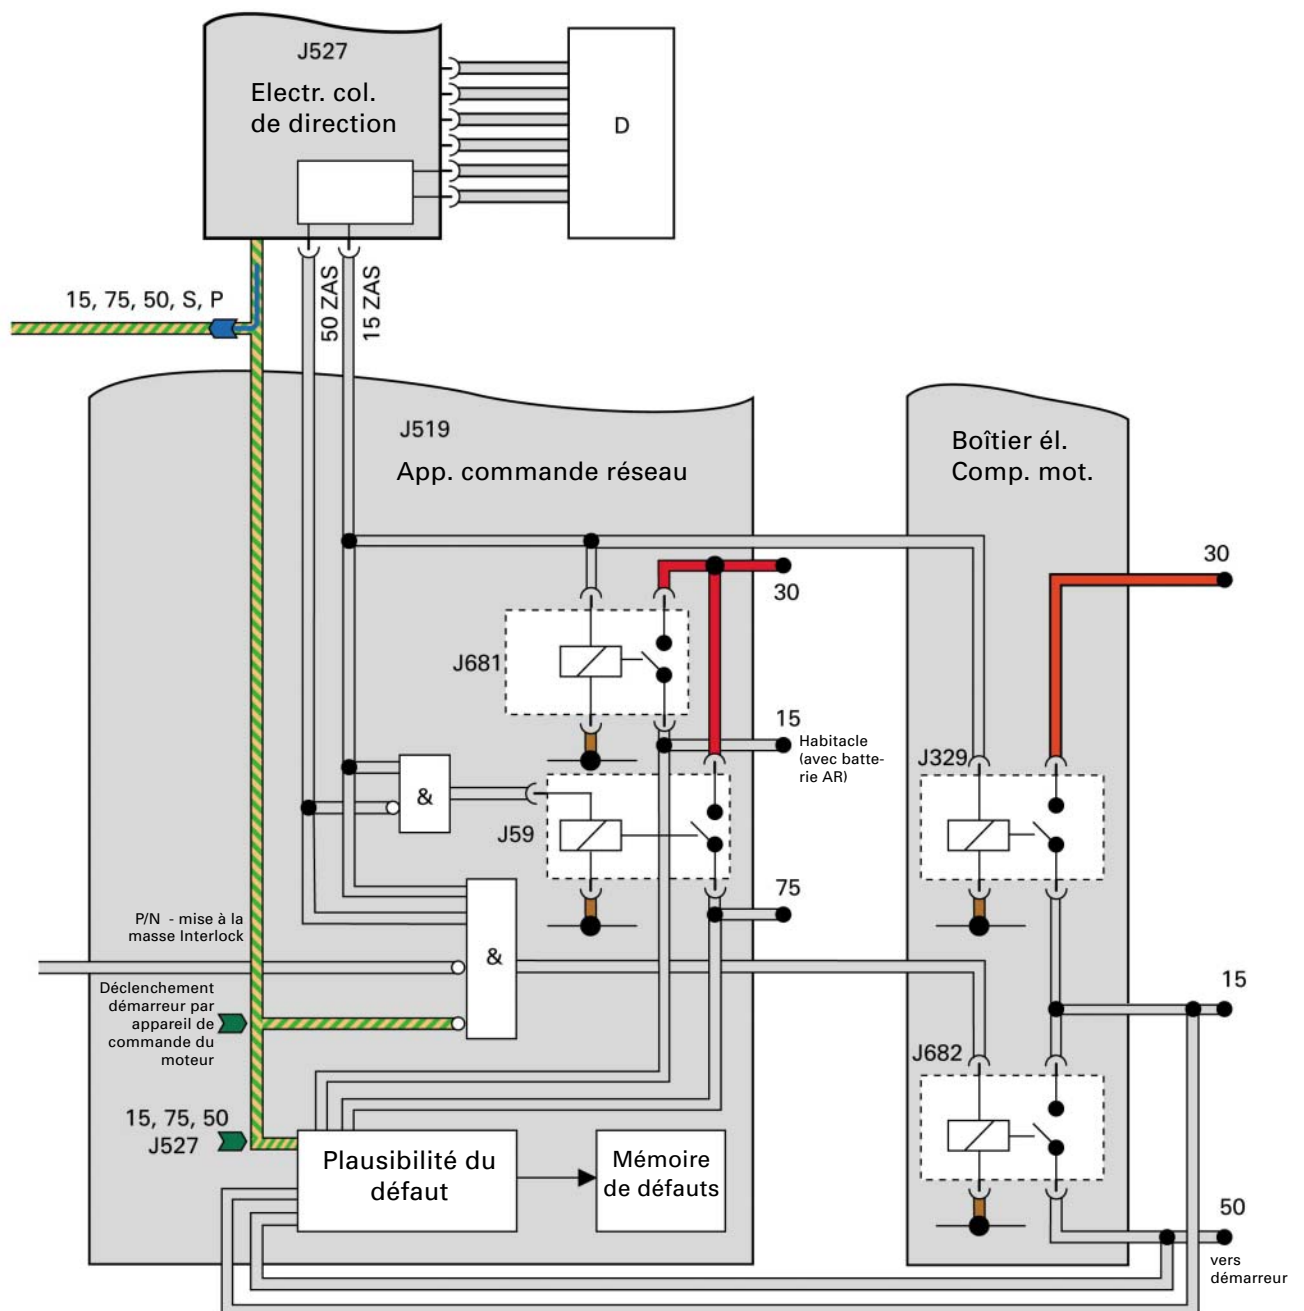 J527
Electr. col.
de direction
D
15, 75, 50, S, P
50 ZAS
15 ZAS
J519
App. commande réseau
Boîtier él.
Comp. mot.
30
30
J681
15
Habitacle
(avec batte-
rie AR)
J329
&
J59
75
P/N - mise à la
masse Interlock
&
Déclenchement
démarreur par
appareil de
commande du
moteur
15
J682
15, 75, 50
J527
Plausibilité du
défaut
Mémoire
de défauts
50
vers
démarreur